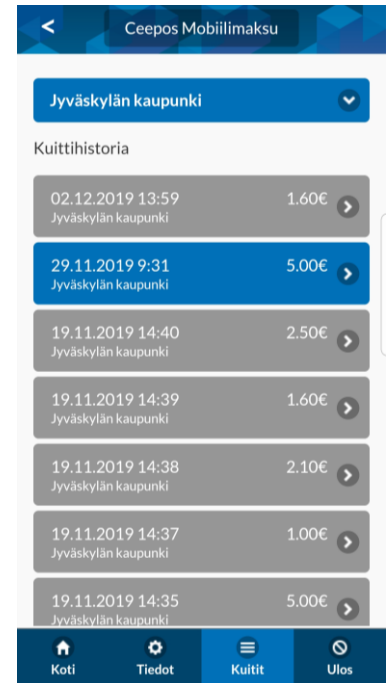 Ceepos Mobiilimaksu
Jyväskylän kaupunki
Kuittihistoria
02.12.2019 13:59 1.60€
Jyväskylän kaupunki
29.11.2019 9:31 5.00€
Jyväskylän kaupunki
19.11.2019 14:40 2.50€
Jyväskylän kaupunki
19.11.2019 14:39 1.60€
Jyväskylän kaupunki
19.11.2019 14:38 2.10€
Jyväskylän kaupunki
19.11.2019 14:37 1.00€
Jyväskylän kaupunki
19.11.2019 14:35 5.00€
Jyväskylän kaupunki
Koti Tiedot Kuitit Ulos